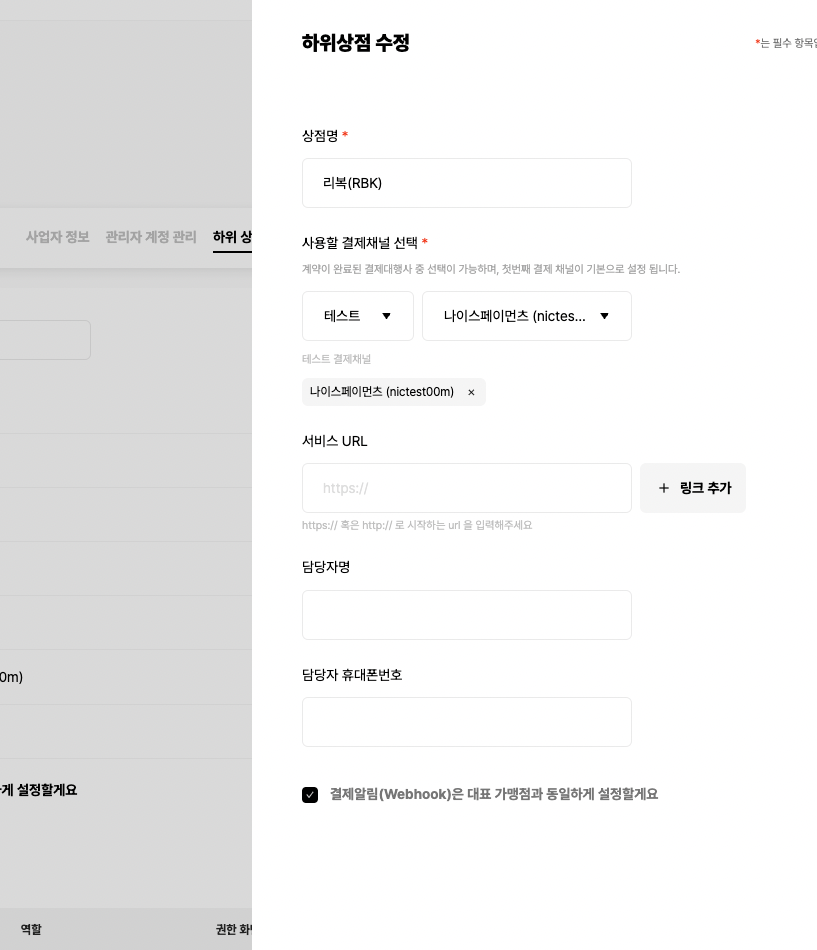 하위상점 수정
*는 필수 항목
상점명 *
리복(RBK)
사용할 결제채널 선택 *
계약이 완료된 결제대행사 중 선택이 가능하며, 첫번째 결제 채널이 기본으로 설정 됩니다.
테스트 ▼ 나이스페이먼츠 (nictes... ▼
테스트 결제채널
나이스페이먼츠 (nictest00m) ×
서비스 URL
https://
+ 링크 추가
https:// 혹은 http:// 로 시작하는 url 을 입력해주세요
담당자명
담당자 휴대폰번호
결제알림(Webhook)은 대표 가맹점과 동일하게 설정할게요
사업자 정보 관리자 계정 관리 하위 상
0m)
게 설정할게요
역할 권한